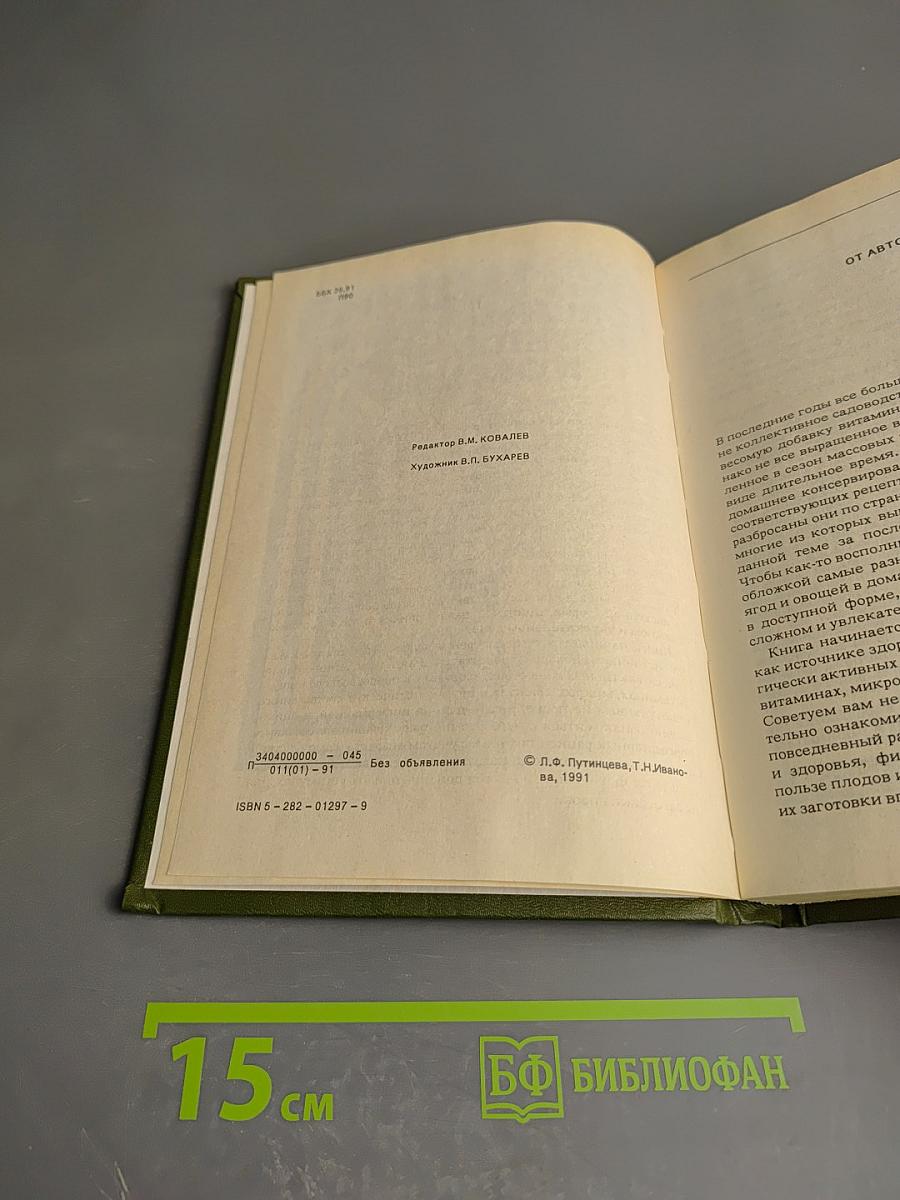 ББК 36.91
П90
Редактор В.М. КОВАЛЕВ
Художник В.П. БУХАРЕВ
П 3404000000 – 045
011(01) – 91
Без объявления
© Л.Ф. Путинцева, Т.Н. Ивано-
ва, 1991
ISBN 5 – 282 – 01297 – 9
ОТ АВТО
В последние годы все больш
не коллективное садоводст
весомую добавку витамин
нако не все выращенное в
ленное в сезон массовых
виде длительное время.
домашнее консервирова
соответствующих рецепт
разбросаны они по стран
многие из которых вы
данной теме за посл
Чтобы как-то восполн
обложкой самые разн
ягод и овощей в дома
в доступной форме,
сложном и увлекате
Книга начинаетс
как источнике здор
гически активных
витаминах, микро
Советуем вам не
тельно ознакоми
повседневный ра
и здоровья, фи
пользе плодов и
их заготовки вп
15 см
БФ БИБЛИОФАН